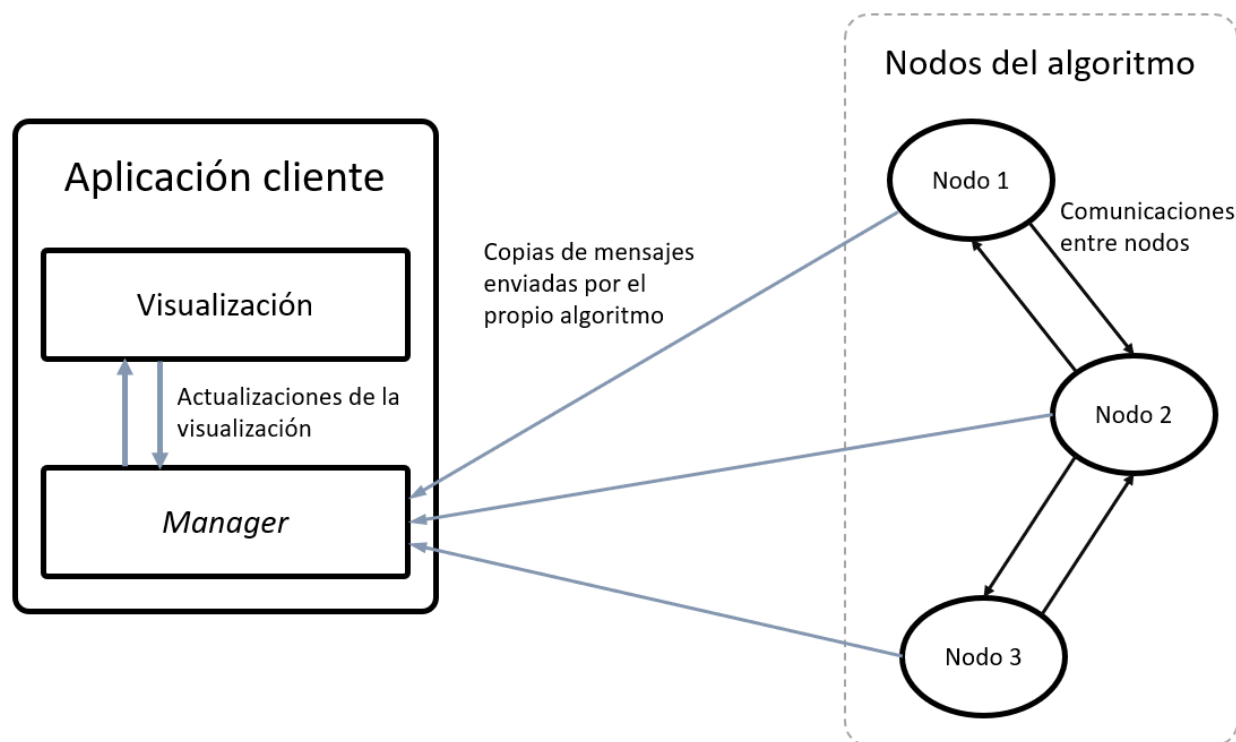 Nodos del algoritmo
Aplicación cliente
Nodo 1
Comunicaciones
entre nodos
Copias de mensajes
enviadas por el
propio algoritmo
Visualización
Actualizaciones de la
visualización
Nodo 2
Manager
Nodo 3